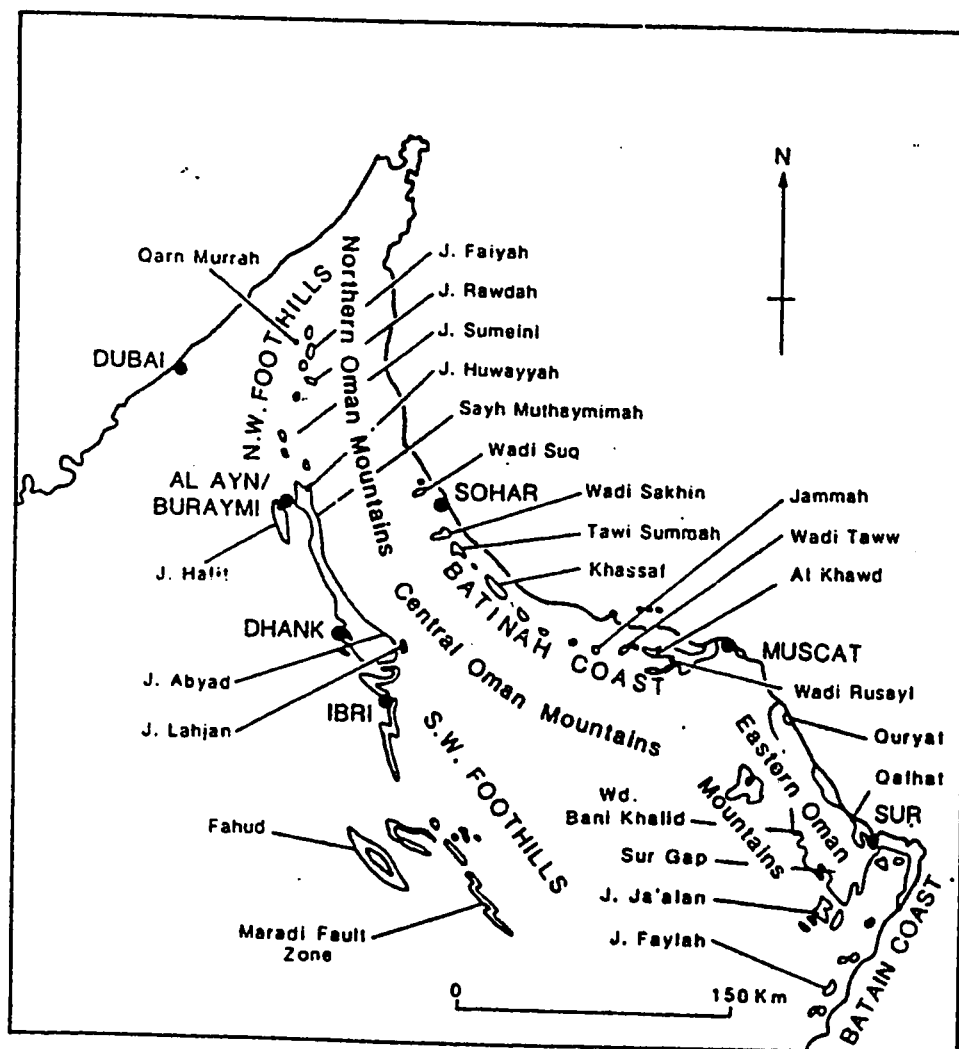 N
Qarn Murrah
J. Faiyah
J. Rawdah
J. Sumeini
J. Huwayyah
Sayh Muthaymimah
Wadi Suq
DUBAI
N.W. FOOTHILLS
Northern Oman Mountains
AL AYN/
BURAYMI
SOHAR
Wadi Sakhin
Jammah
Tawi Summah
Wadi Taww
Khassaf
Al Khawd
J. Hafit
BATINAH COAST
Central Oman Mountains
DHANK
MUSCAT
J. Abyad
Wadi Rusayl
J. Lahjan
IBRI
S.W. FOOTHILLS
Quryat
Eastern Oman
Mountains
Qalhat
SUR
Wd.
Bani Khalid
Fahud
Sur Gap
J. Ja'alan
Maradi Fault
Zone
J. Faylah
BATAIN COAST
0
150 Km